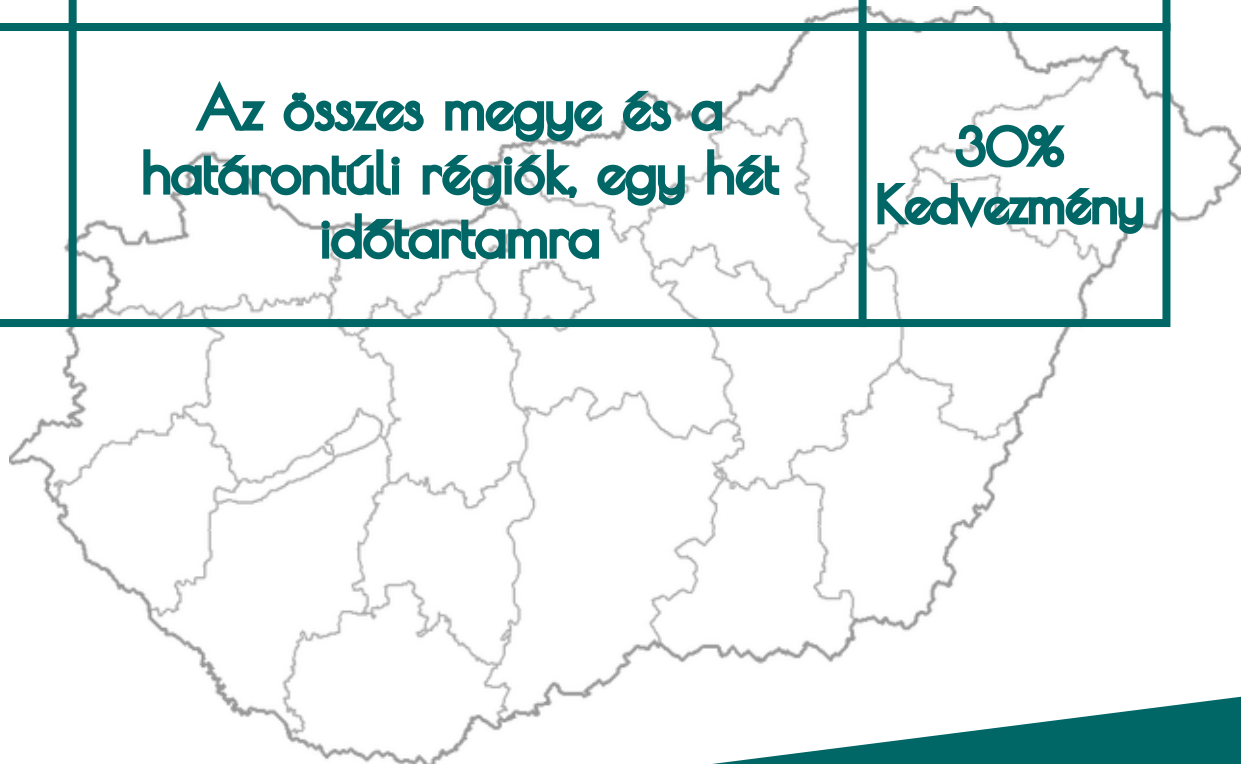 Az összes megye és a
határontúli régiók, egy hét
időtartamra
30%
Kedvezmény